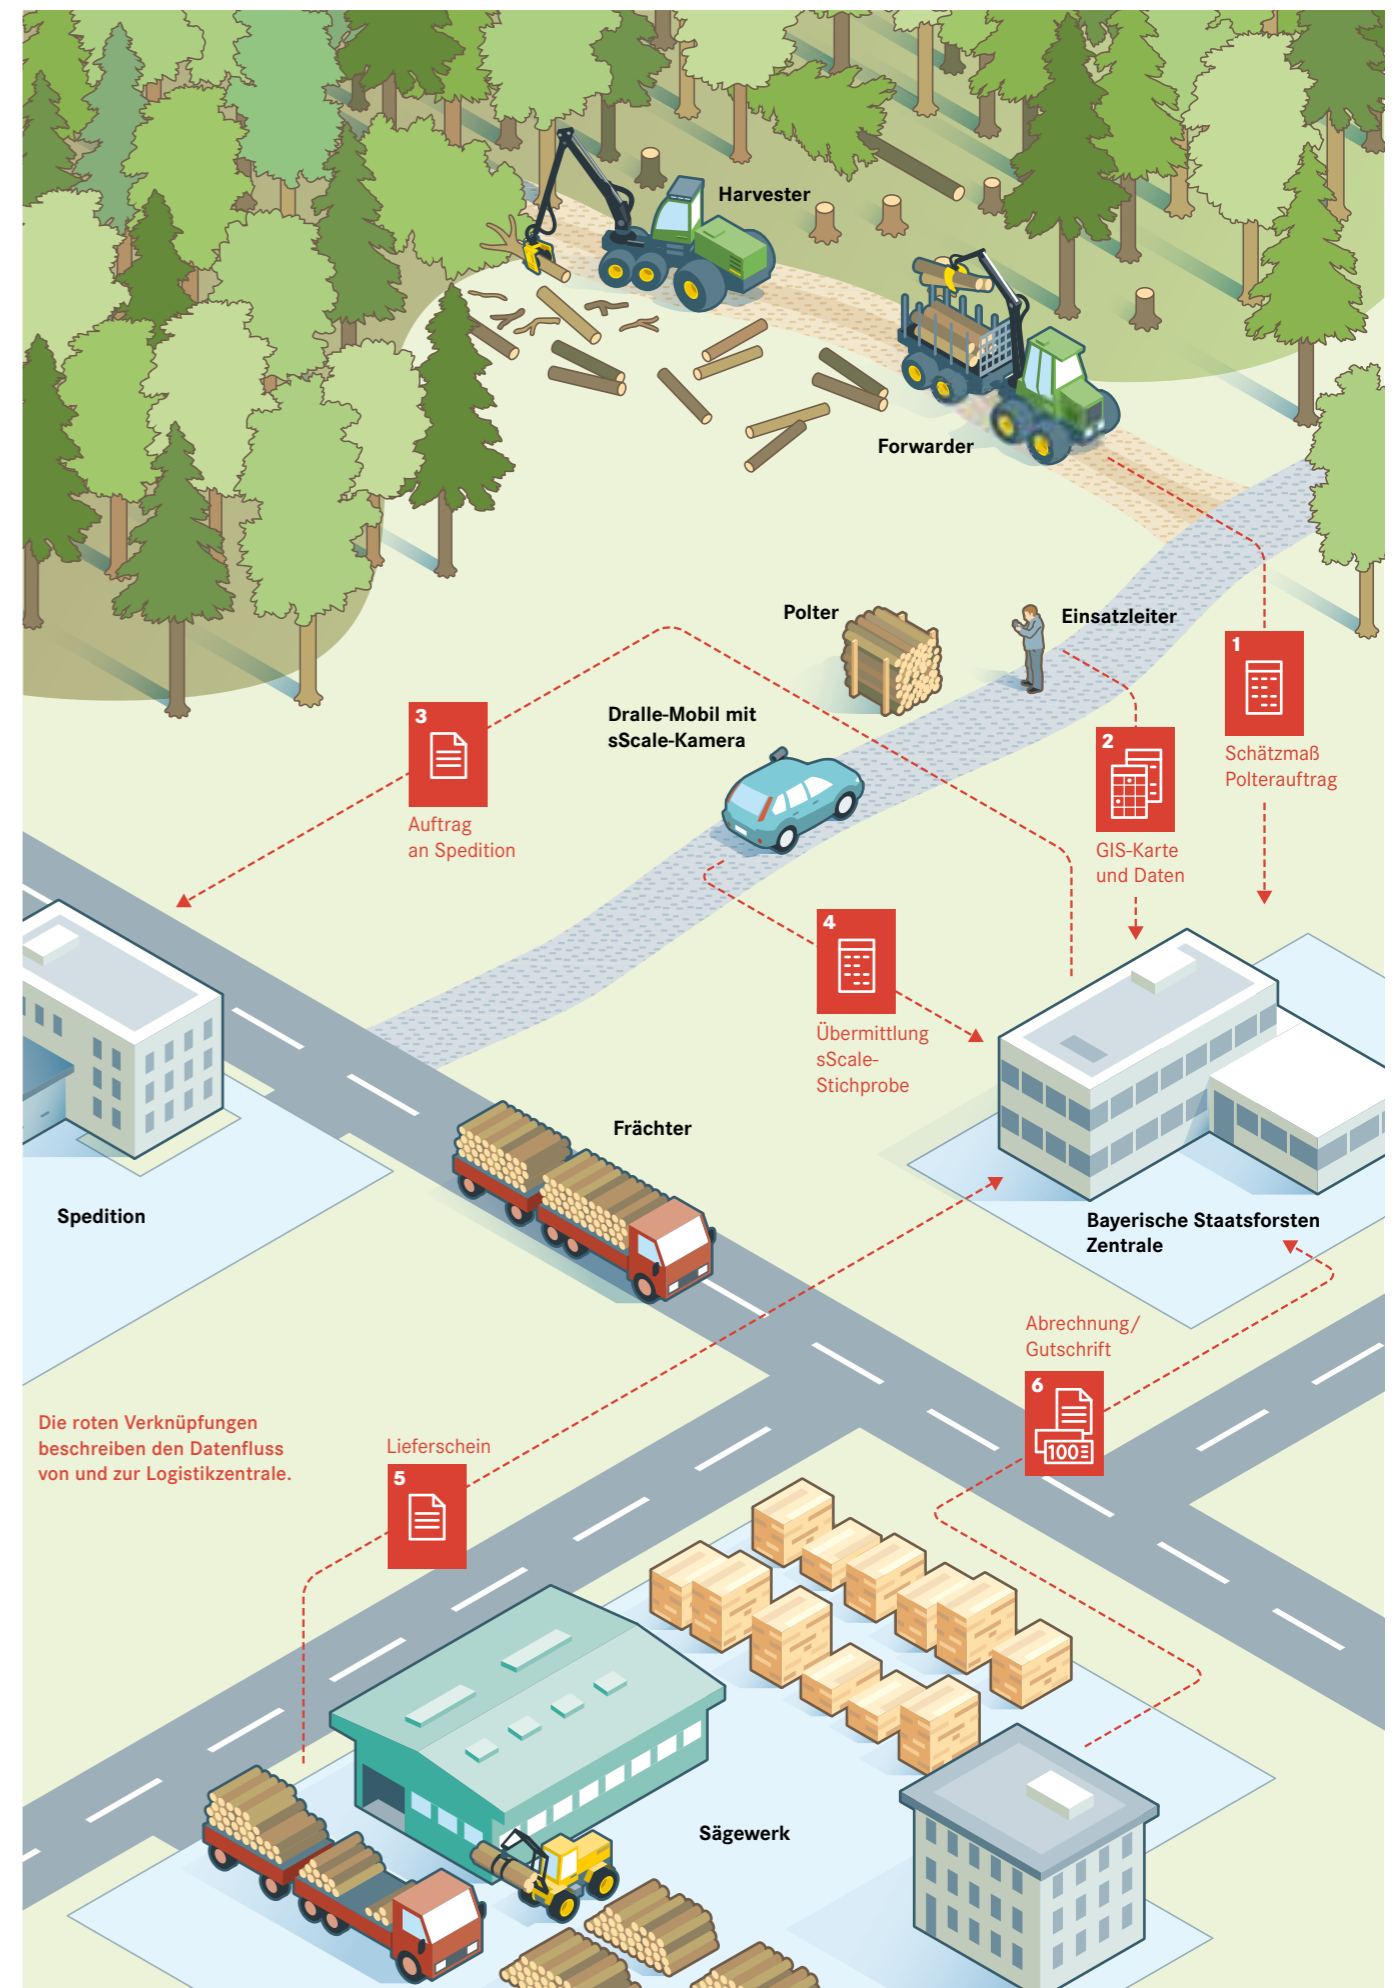 Harvester
Forwarder
Polter
Einsatzleiter
1
Schätzmaß
Polterauftrag
2
GIS-Karte
und Daten
3
Auftrag
an Spedition
Dralle-Mobil mit
sScale-Kamera
4
Übermittlung
sScale-
Stichprobe
Frächter
Spedition
Bayerische Staatsforsten
Zentrale
Abrechnung/
Gutschrift
6
100
Die roten Verknüpfungen
beschreiben den Datenfluss
von und zur Logistikzentrale.
Lieferschein
5
Sägewerk